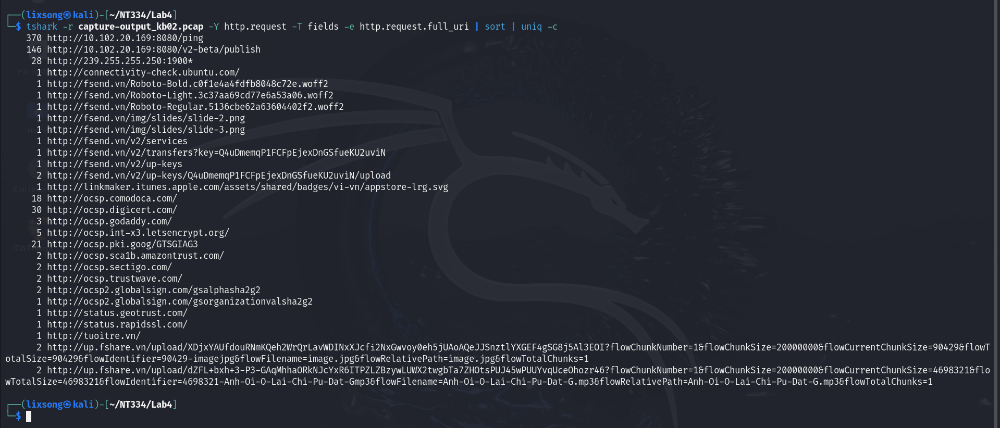 ┌──(lixsong㉿kali)-[~/NT334/Lab4]
└─$ tshark -r capture-output_kb02.pcap -Y http.request -T fields -e http.request.full_uri | sort | uniq -c
370 http://10.102.20.169:8080/ping
146 http://10.102.20.169:8080/v2-beta/publish
28 http://239.255.255.250:1900*
1 http://connectivity-check.ubuntu.com/
1 http://fsend.vn/Roboto-Bold.c0f1e4a4fdfb8048c72e.woff2
1 http://fsend.vn/Roboto-Light.3c37aa69cd77e6a53a06.woff2
1 http://fsend.vn/Roboto-Regular.5136cbe62a63604402f2.woff2
1 http://fsend.vn/img/slides/slide-2.png
1 http://fsend.vn/img/slides/slide-3.png
1 http://fsend.vn/v2/services
1 http://fsend.vn/v2/transfers?key=Q4uDmemqP1FCFpEjexDnGSfueKU2uviN
1 http://fsend.vn/v2/up-keys
2 http://fsend.vn/v2/up-keys/Q4uDmemqP1FCFpEjexDnGSfueKU2uviN/upload
1 http://linkmaker.itunes.apple.com/assets/shared/badges/vi-vn/appstore-lrg.svg
18 http://ocsp.comodoca.com/
30 http://ocsp.digicert.com/
3 http://ocsp.godaddy.com/
5 http://ocsp.int-x3.letsencrypt.org/
21 http://ocsp.pki.goog/GTSGIAG3
2 http://ocsp.sca1b.amazontrust.com/
2 http://ocsp.sectigo.com/
2 http://ocsp.trustwave.com/
2 http://ocsp2.globalsign.com/gsalphasha2g2
1 http://ocsp2.globalsign.com/gsorganizationvalsha2g2
1 http://status.geotrust.com/
1 http://status.rapidssl.com/
1 http://tuoitre.vn/
2 http://up.fshare.vn/upload/XDjxYAUfdouRNmKQeh2WrQrLavWDINxXJcfi2NxGwvoy0eh5jUAoAQeJJSnztlYXGEF4gSG8j5Al3EOI?flowChunkNumber=1&flowChunkSize=20000000&flowCurrentChunkSize=90429&flowT
otalSize=90429&flowIdentifier=90429-imagejpg&flowFilename=image.jpg&flowRelativePath=image.jpg&flowTotalChunks=1
2 http://up.fshare.vn/upload/dZFL+bxh+3-P3-GAqMhhaORkNJcYxR6ITPZLZBzywLUWX2twgbTa7ZHOtsPUJ45wPUUYvqUceOhozr46?flowChunkNumber=1&flowChunkSize=20000000&flowCurrentChunkSize=4698321&flo
wTotalSize=4698321&flowIdentifier=4698321-Anh-Oi-O-Lai-Chi-Pu-Dat-Gmp3&flowFilename=Anh-Oi-O-Lai-Chi-Pu-Dat-G.mp3&flowRelativePath=Anh-Oi-O-Lai-Chi-Pu-Dat-G.mp3&flowTotalChunks=1
┌──(lixsong㉿kali)-[~/NT334/Lab4]
└─$